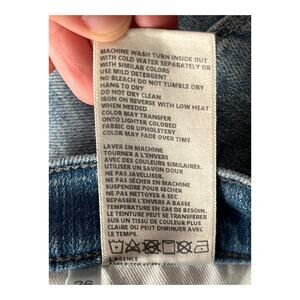 MACHINE WASH TURN INSIDE OUT
WITH COLD WATER SEPARATELY OR
WITH SIMILAR COLORS
USE MILD DETERGENT
NO BLEACH DO NOT TUMBLE DRY
HANG TO DRY
DO NOT DRY CLEAN
IRON ON REVERSE WITH LOW HEAT
WHEN NEEDED
COLOR MAY TRANSFER
ONTO LIGHTER COLORED
FABRIC OR UPHOLSTERY
COLOR MAY FADE OVER TIME
LAVER EN MACHINE
TOURNER A L'ENVERS
AVEC DES COULEURS SIMILAIRES.
UTILISER UN SAVON DOUX
NE PAS JAVELLISER.
NE PAS SÉCHER EN MACHINE
SUSPENDRE POUR SÉCHER
NE PAS NETTOYER A SEC
REPASSER À L'ENVERS À BASSE
TEMPÉRATURE EN CAS DE BESOIN.
LE TEINTURE PEUT SE TRANSFÉRER
SUR UN TISSU DE COULEUR PLUS
CLAIRE OU PEUT DIMINUER AVEC
LE TEMPS.
L'AGENCE
26